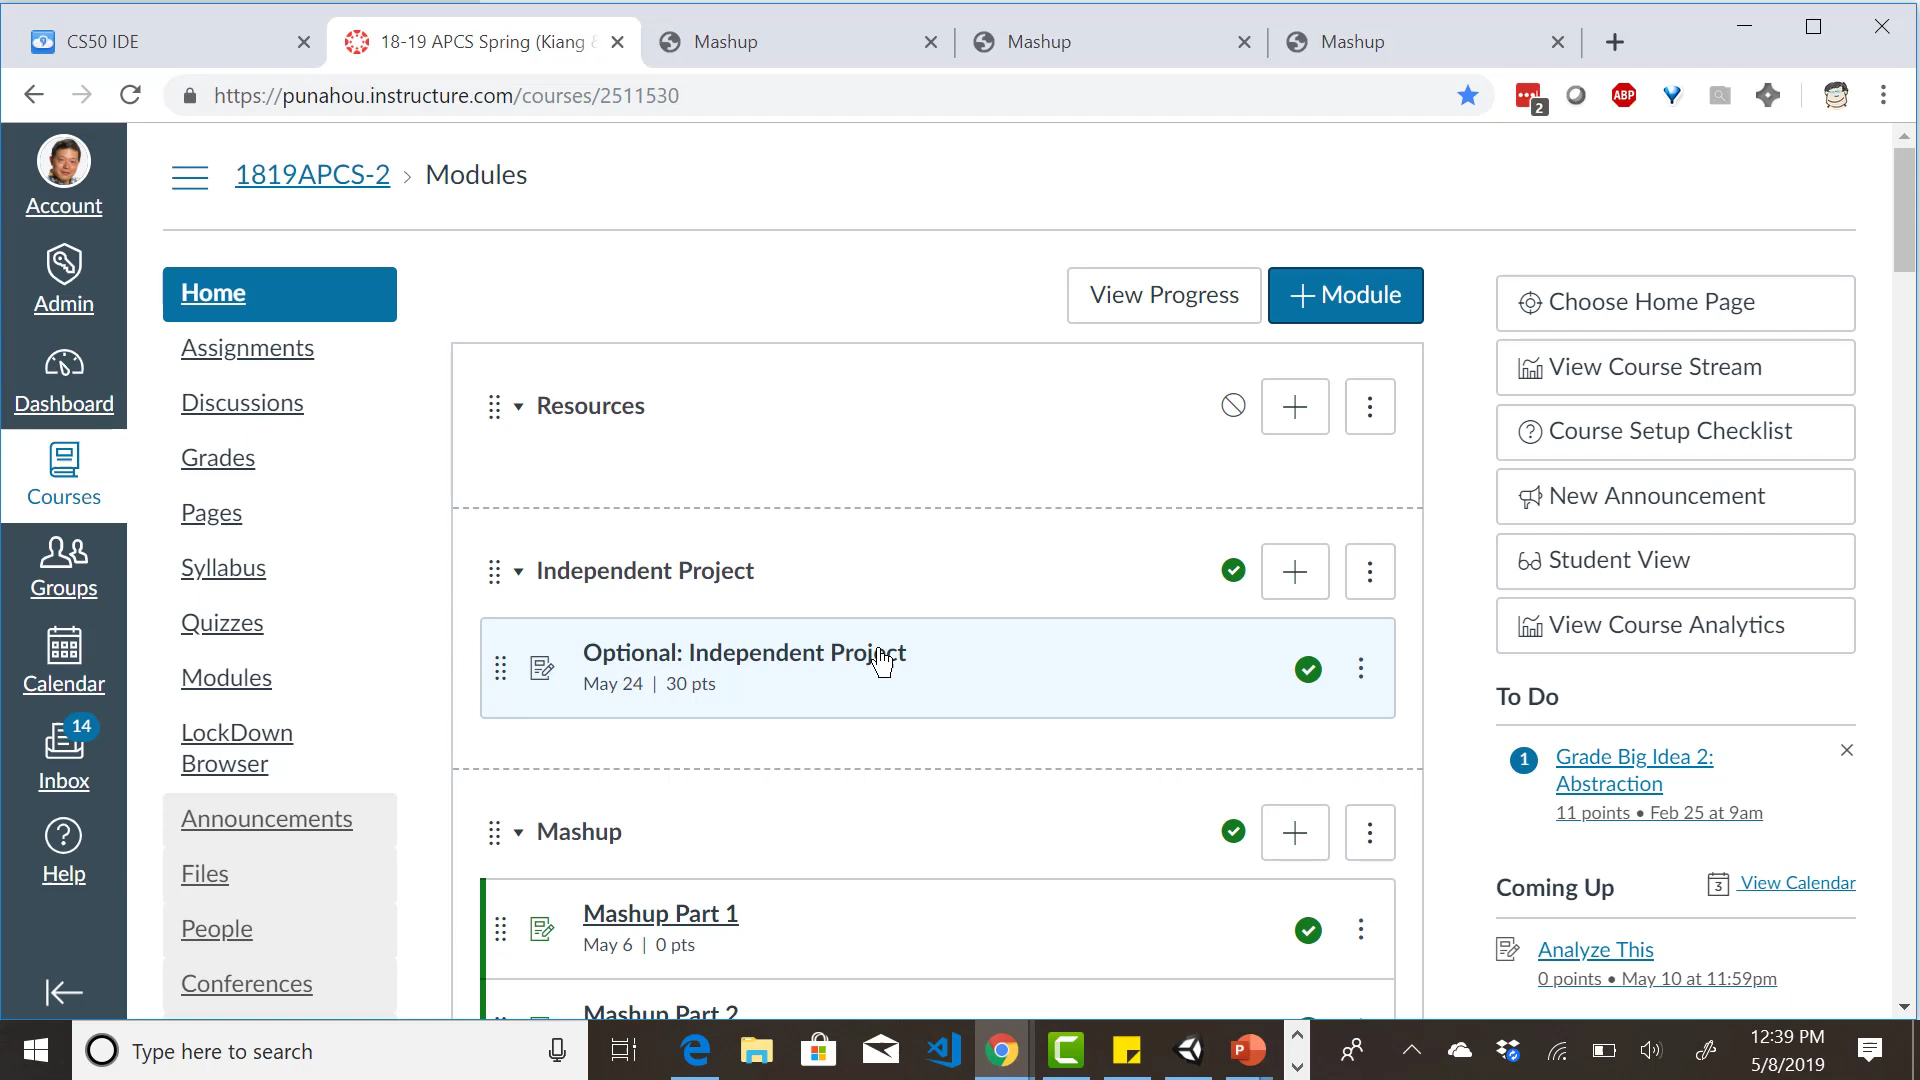 CS50 IDE
18-19 APCS Spring (Kiang &
Mashup
Mashup
Mashup
https://punahou.instructure.com/courses/2511530
2
ABP
Account
Admin
Dashboard
Courses
Groups
Calendar
14
Inbox
Help
1819APCS-2 > Modules
Home
Assignments
Discussions
Grades
Pages
Syllabus
Quizzes
Modules
LockDown
Browser
Announcements
Files
People
Conferences
View Progress
+ Module
Resources
Independent Project
Optional: Independent Project
May 24 | 30 pts
Mashup
Mashup Part 1
May 6 | 0 pts
Mashup Part 2
Choose Home Page
View Course Stream
Course Setup Checklist
New Announcement
Student View
View Course Analytics
To Do
1
Grade Big Idea 2:
Abstraction
11 points • Feb 25 at 9am
Coming Up
3
View Calendar
Analyze This
0 points • May 10 at 11:59pm
Type here to search
12:39 PM
5/8/2019